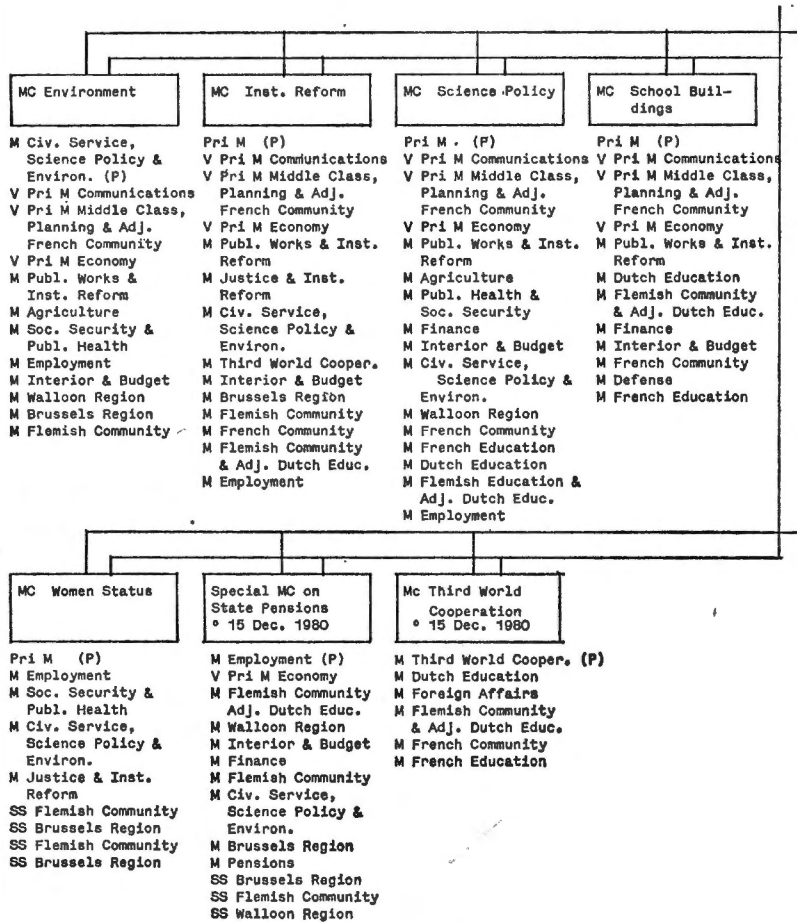 MC Environment
M Civ. Service,
Science Policy &
Environ. (P)
V Pri M Communications
V Pri M Middle Class,
Planning & Adj.
French Community
V Pri M Economy
M Publ. Works &
Inst. Reform
M Agriculture
M Soc. Security &
Publ. Health
M Employment
M Interior & Budget
M Walloon Region
M Brussels Region
M Flemish Community
MC Inst. Reform
Pri M (P)
V Pri M Communications
V Pri M Middle Class,
Planning & Adj.
French Community
V Pri M Economy
M Publ. Works & Inst.
Reform
M Justice & Inst.
Reform
M Civ. Service,
Science Policy &
Environ.
M Third World Cooper.
M Interior & Budget
M Brussels Region
M Flemish Community
M French Community
M Flemish Community
& Adj. Dutch Educ.
M Employment
MC Science Policy
Pri M . (P)
V Pri M Communications
V Pri M Middle Class,
Planning & Adj.
French Community
V Pri M Economy
M Publ. Works & Inst.
Reform
M Agriculture
M Publ. Health &
Soc. Security
M Finance
M Interior & Budget
M Civ. Service,
Science Policy &
Environ.
M Walloon Region
M French Community
M French Education
M Dutch Education
M Flemish Education &
Adj. Dutch Educ.
M Employment
MC School Buil-
dings
Pri M (P)
V Pri M Communications
V Pri M Middle Class,
Planning & Adj.
French Community
V Pri M Economy
M Publ. Works & Inst.
Reform
M Dutch Education
M Flemish Community
& Adj. Dutch Educ.
M Finance
M Interior & Budget
M French Community
M Defense
M French Education
MC Women Status
Pri M (P)
M Employment
M Soc. Security &
Publ. Health
M Civ. Service,
Science Policy &
Environ.
M Justice & Inst.
Reform
SS Flemish Community
SS Brussels Region
SS Flemish Community
SS Brussels Region
Special MC on
State Pensions
° 15 Dec. 1980
M Employment (P)
V Pri M Economy
M Flemish Community
Adj. Dutch Educ.
M Walloon Region
M Interior & Budget
M Finance
M Flemish Community
M Civ. Service,
Science Policy &
Environ.
M Brussels Region
M Pensions
SS Brussels Region
SS Flemish Community
SS Walloon Region
Mc Third World
Cooperation
° 15 Dec. 1980
M Third World Cooper. (P)
M Dutch Education
M Foreign Affairs
M Flemish Community
& Adj. Dutch Educ.
M French Community
M French Education